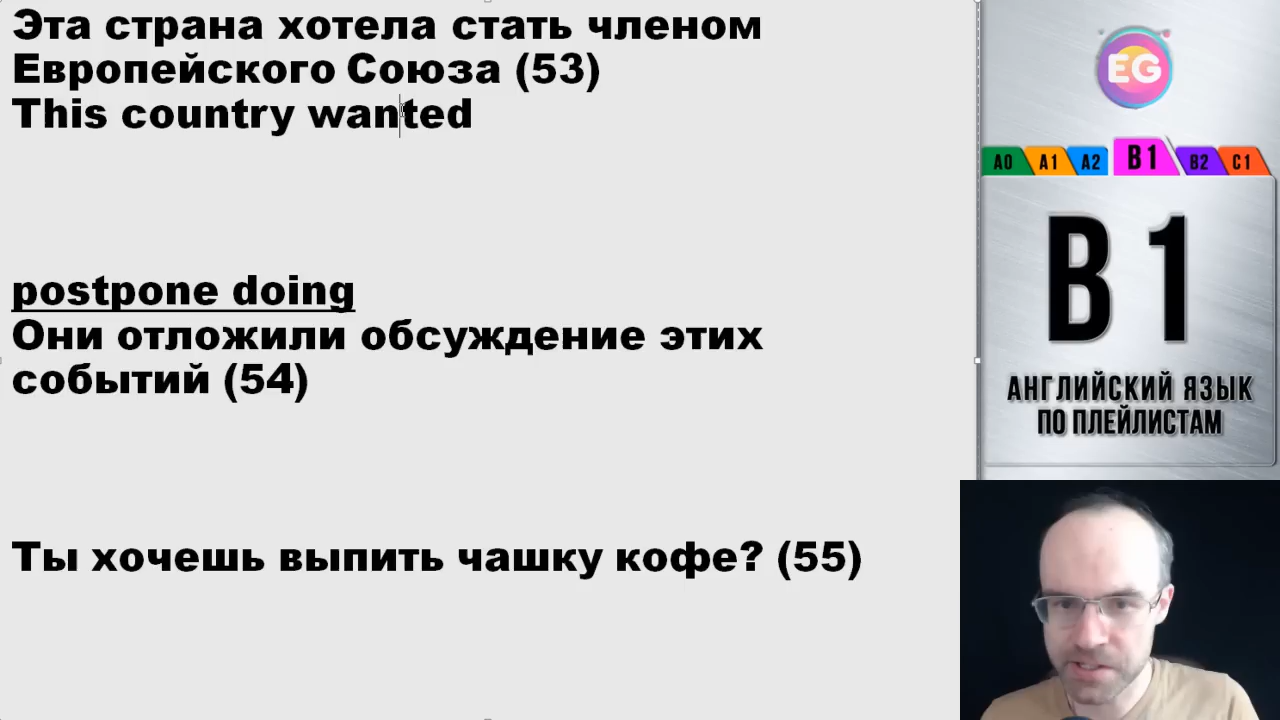 Эта страна хотела стать членом
Европейского Союза (53)
This country wanted
postpone doing
Они отложили обсуждение этих
событий (54)
Ты хочешь выпить чашку кофе? (55)
EG
A0 A1 A2 B1 B2 C1
B1
АНГЛИЙСКИЙ ЯЗЫК
ПО ПЛЕЙЛИСТАМ